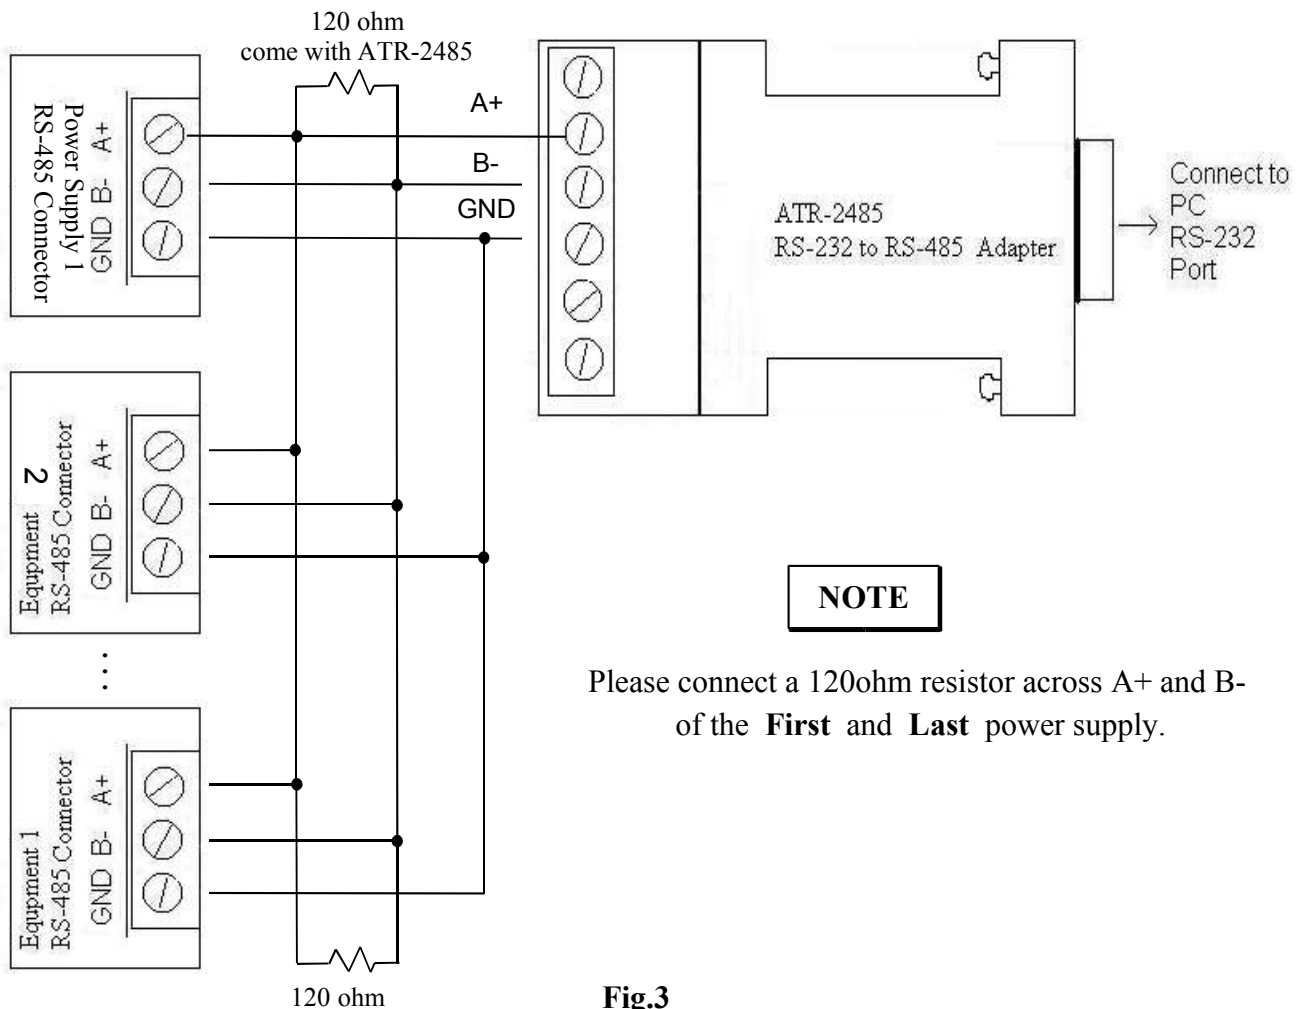 120 ohm
come with ATR-2485
Power Supply 1
RS-485 Connector
A+
B-
GND
A+
B-
GND
ATR-2485
RS-232 to RS-485 Adapter
Connect to
PC
RS-232
Port
2
Equpment
RS-485 Connector
A+
B-
GND
NOTE
Please connect a 120ohm resistor across A+ and B-
of the First and Last power supply.
Equpment 1
RS-485 Connector
A+
B-
GND
120 ohm
Fig.3